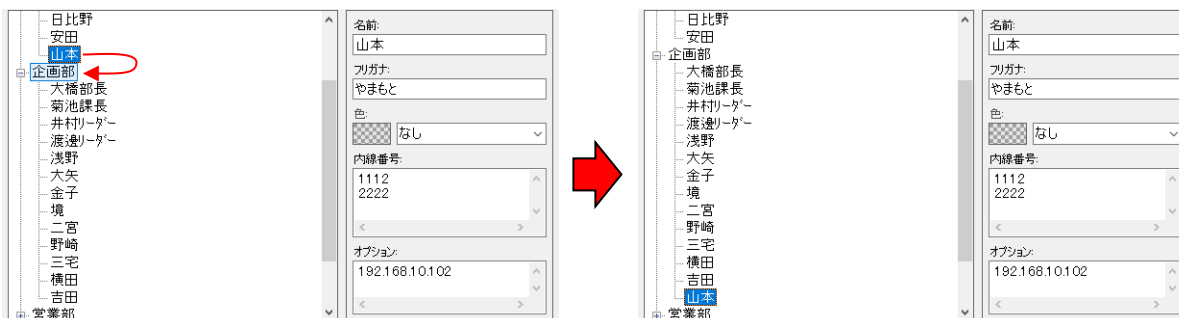 日比野
安田
山本
企画部
大橋部長
菊池課長
井村リーダー
渡邊リーダー
浅野
大矢
金子
境
二宮
野崎
三宅
横田
吉田
営業部
名前:
山本
フリガナ:
やまもと
色:
なし
内線番号:
1112
2222
オプション:
192.168.10.102
日比野
安田
企画部
大橋部長
菊池課長
井村リーダー
渡邊リーダー
浅野
大矢
金子
境
二宮
野崎
三宅
横田
吉田
山本
営業部
名前:
山本
フリガナ:
やまもと
色:
なし
内線番号:
1112
2222
オプション:
192.168.10.102